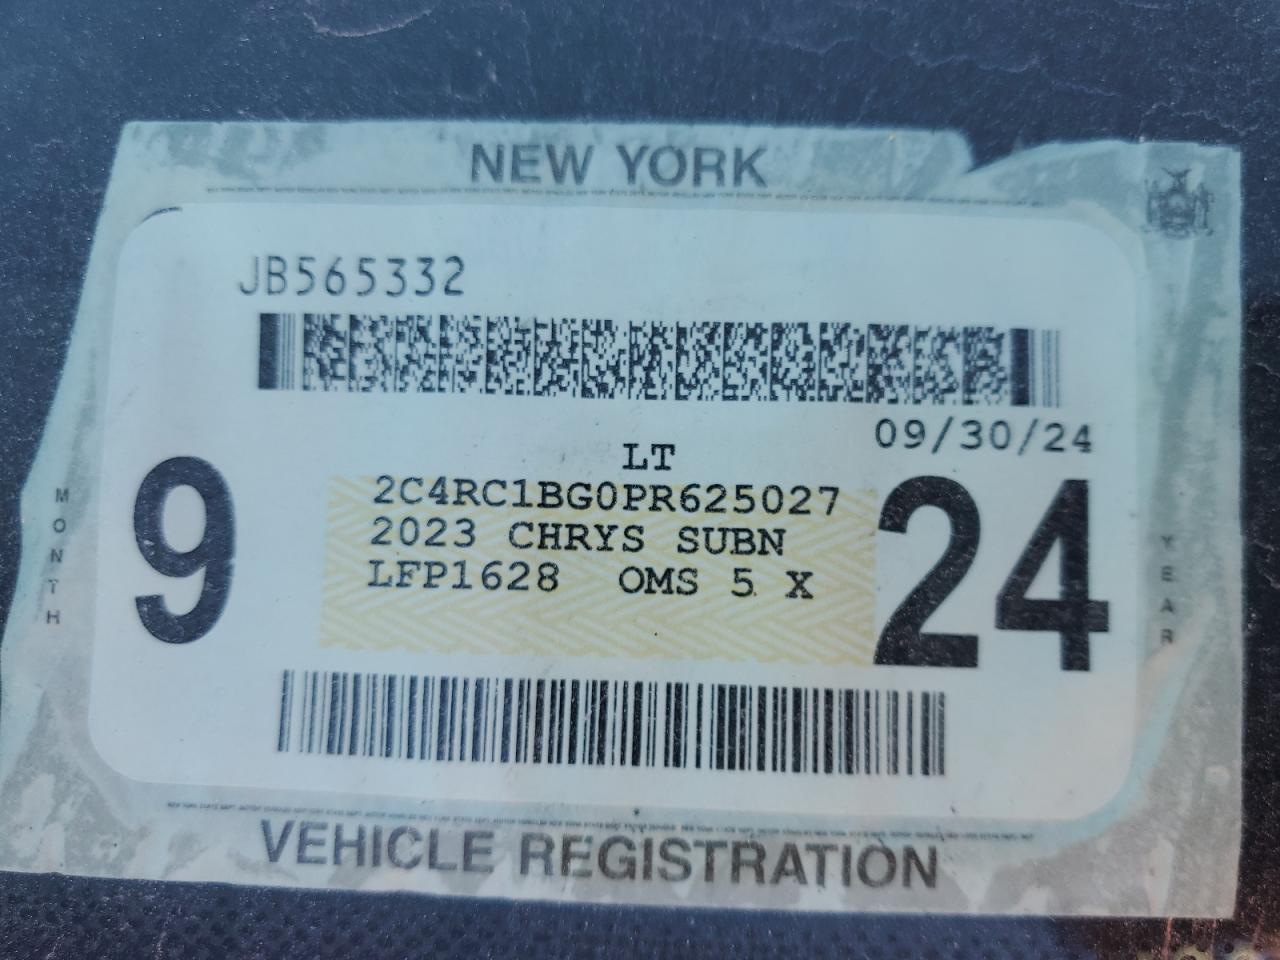 NEW YORK
JB565332
09/30/24
LT
2C4RC1BG0PR625027
2023 CHRYS SUBN
LFP1628 OMS 5 X
MONTH
9
24
YEAR
VEHICLE REGISTRATION